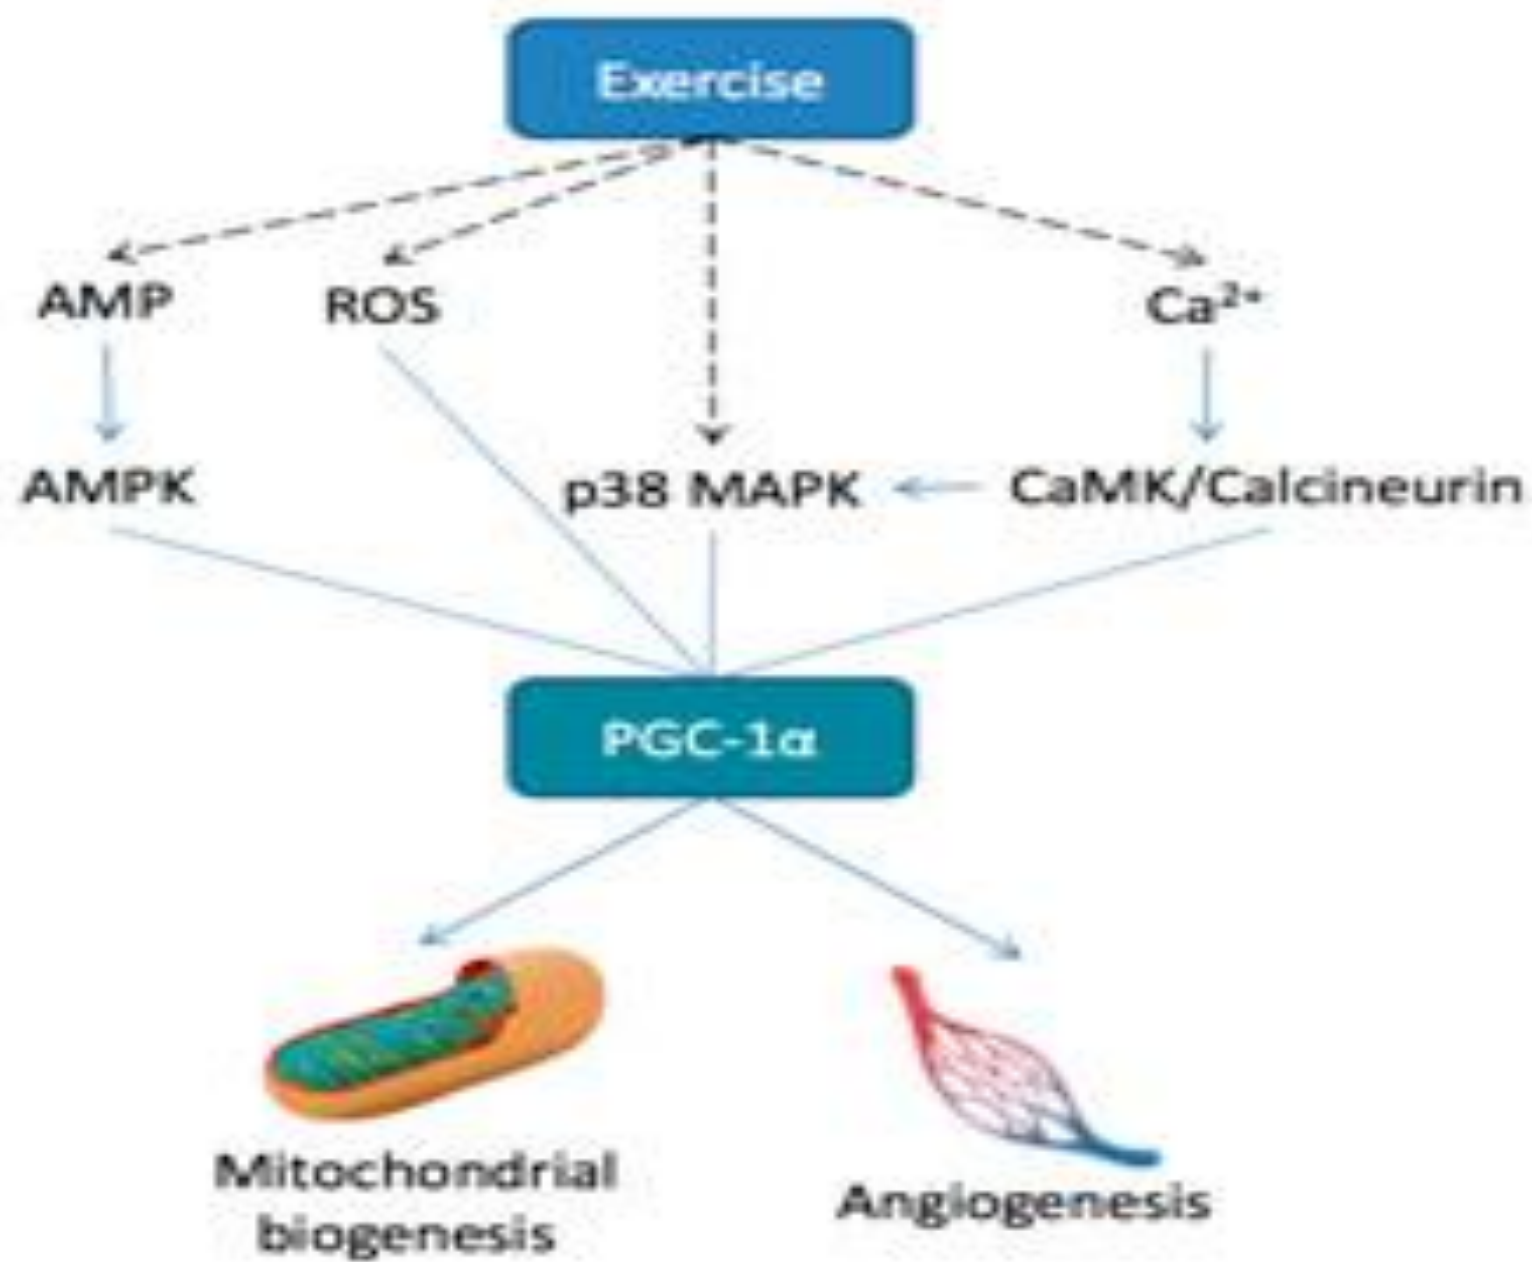 Exercise
AMP
ROS
Ca²⁺
AMPK
p38 MAPK
CaMK/Calcineurin
PGC-1α
Mitochondrial
biogenesis
Angiogenesis